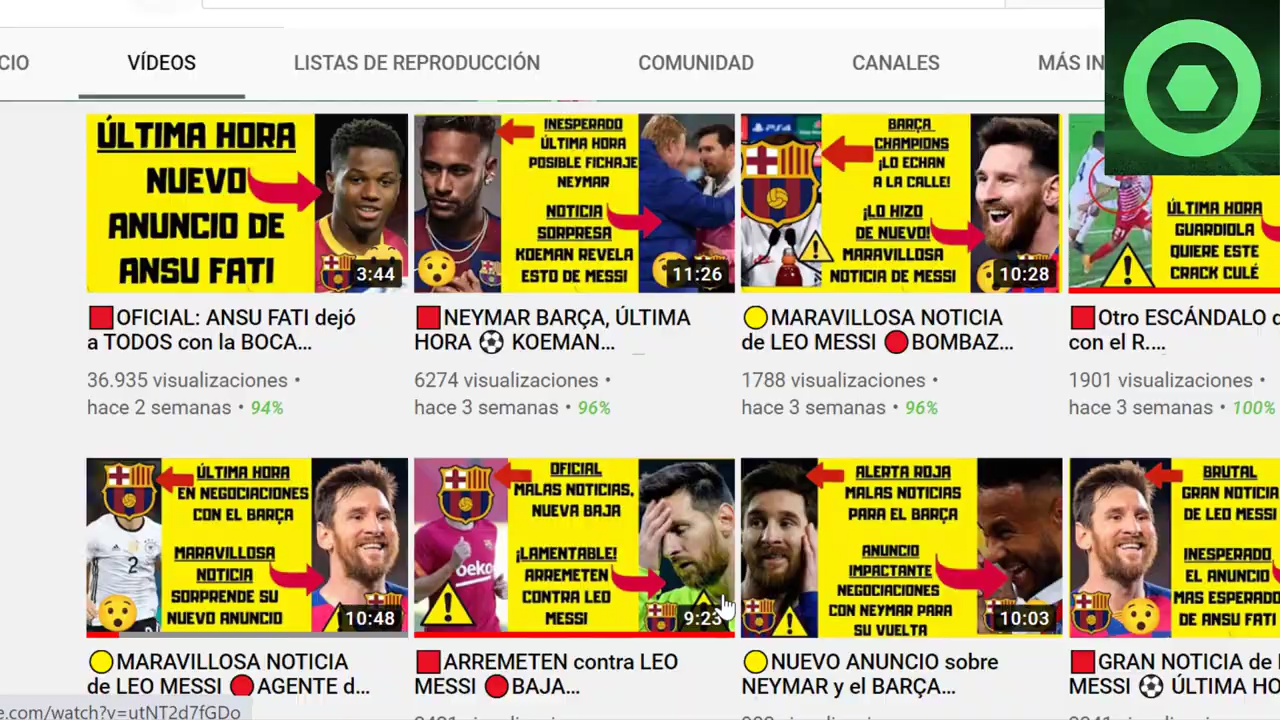 CIO
VÍDEOS
LISTAS DE REPRODUCCIÓN
COMUNIDAD
CANALES
MÁS IN
ÚLTIMA HORA
NUEVO
ANUNCIO DE
ANSU FATI
3:44
INESPERADO
ÚLTIMA HORA
POSIBLE FICHAJE
NEYMAR
NOTICIA
SORPRESA
KOEMAN REVELA
ESTO DE MESSI
11:26
BARÇA
CHAMPIONS
¡LO ECHAN
A LA CALLE!
¡LO HIZO
DE NUEVO!
MARAVILLOSA
NOTICIA DE MESSI
10:28
ÚLTIMA HORA
GUARDIOLA
QUIERE ESTE
CRACK CULÉ
OFICIAL: ANSU FATI dejó
a TODOS con la BOCA...
36.935 visualizaciones •
hace 2 semanas • 94%
NEYMAR BARÇA, ÚLTIMA
HORA ⚽ KOEMAN...
6274 visualizaciones •
hace 3 semanas • 96%
MARAVILLOSA NOTICIA
de LEO MESSI 🔴BOMBAZ...
1788 visualizaciones •
hace 3 semanas • 96%
Otro ESCÁNDALO
con el R....
1901 visualizaciones •
hace 3 semanas • 100%
ÚLTIMA HORA
EN NEGOCIACIONES
CON EL BARÇA
MARAVILLOSA
NOTICIA
SORPRENDE SU
NUEVO ANUNCIO
10:48
OFICIAL
MALAS NOTICIAS,
NUEVA BAJA
¡LAMENTABLE!
ARREMETEN
CONTRA LEO
MESSI
9:23
ALERTA ROJA
MALAS NOTICIAS
PARA EL BARÇA
ANUNCIO
IMPACTANTE
NEGOCIACIONES
CON NEYMAR PARA
SU VUELTA
10:03
BRUTAL
GRAN NOTICIA
DE LEO MESSI
INESPERADO
EL ANUNCIO
MAS ESPERADO
DE ANSU FATI
MARAVILLOSA NOTICIA
de LEO MESSI 🔴AGENTE d...
ARREMETEN contra LEO
MESSI 🔴BAJA...
NUEVO ANUNCIO sobre
NEYMAR y el BARÇA...
GRAN NOTICIA de
MESSI ⚽ ÚLTIMA HO
e.com/watch?v=utNT2d7fGDo